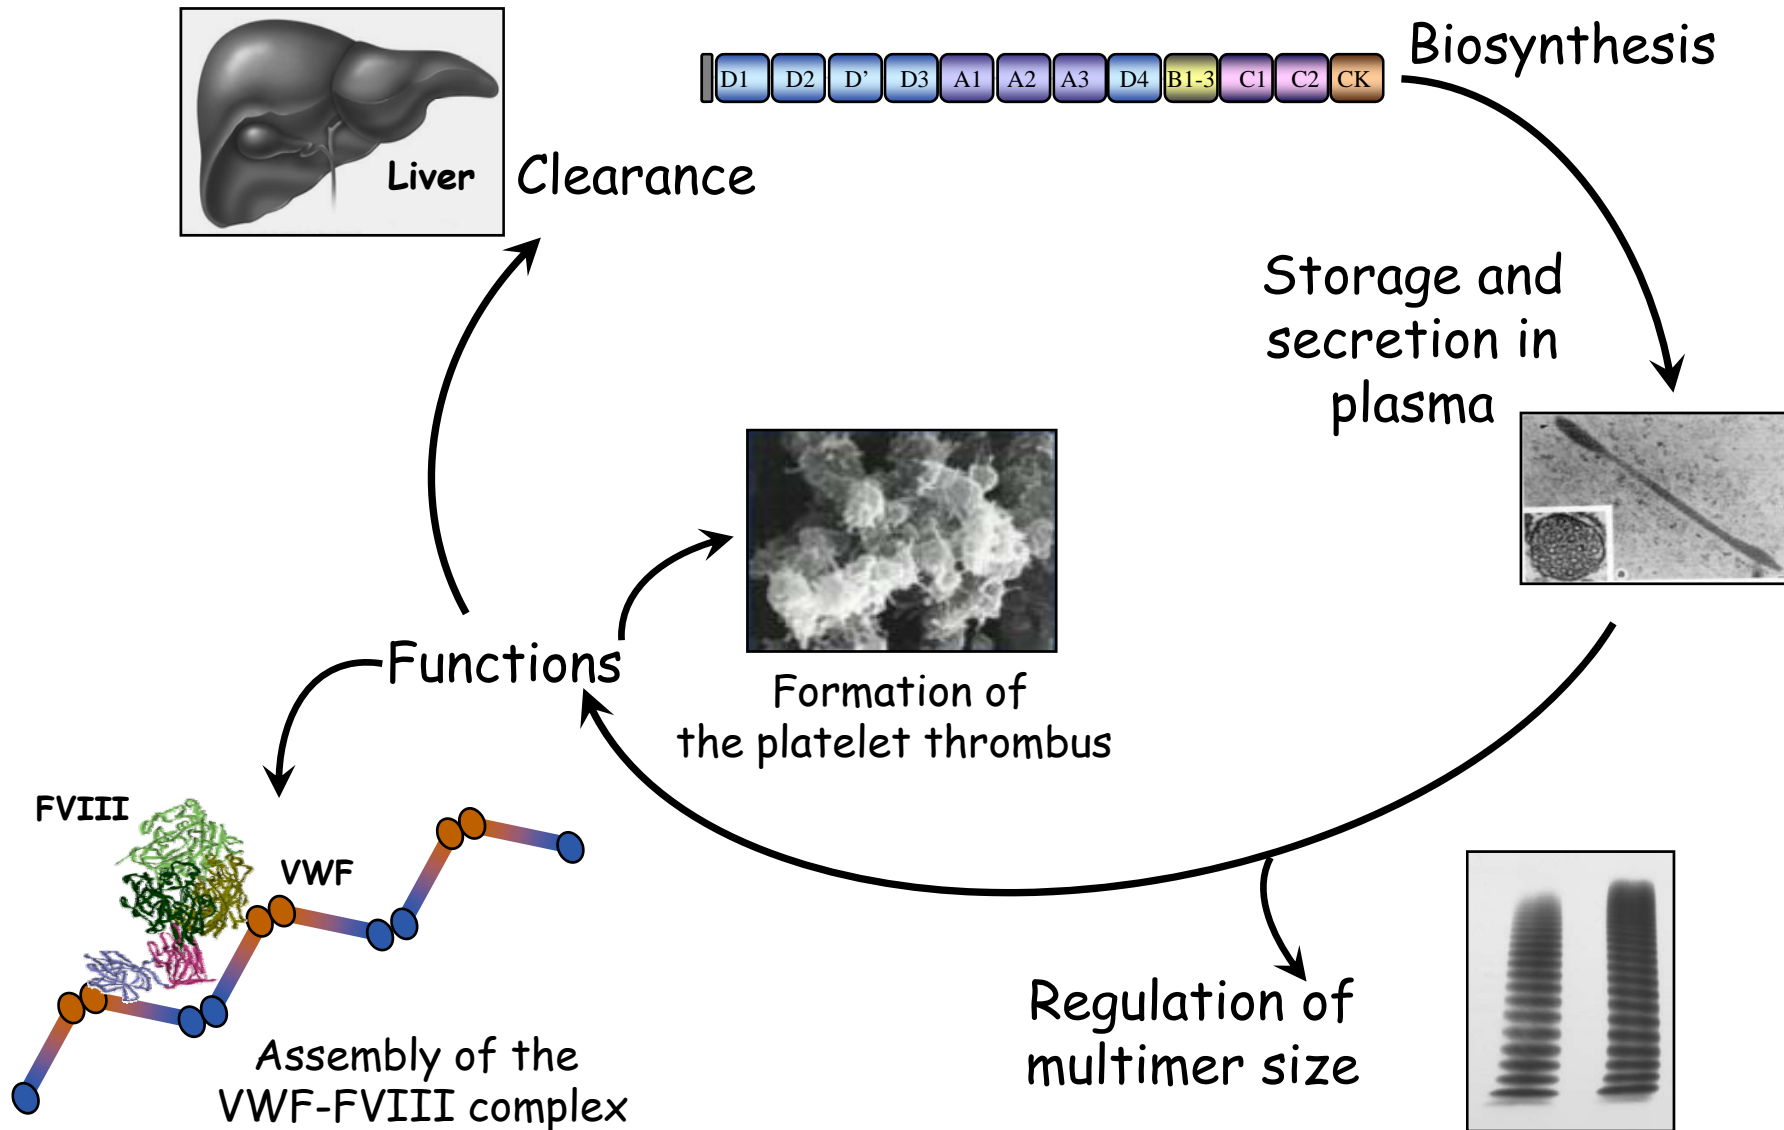 D1 D2 D' D3 A1 A2 A3 D4 B1-3 C1 C2 CK
Biosynthesis
Liver
Clearance
Storage and
secretion in
plasma
Functions
Formation of
the platelet thrombus
FVIII
VWF
Assembly of the
VWF-FVIII complex
Regulation of
multimer size